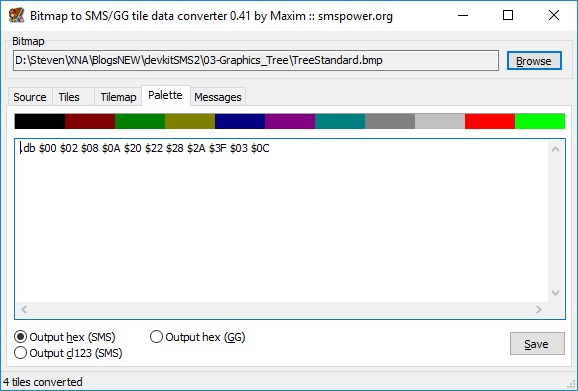 Bitmap to SMS/GG tile data converter 0.41 by Maxim :: smspower.org
Bitmap
D:\Steven\XNA\BlogsNEW\devkitSMS2\03-Graphics_Tree\TreeStandard.bmp
Browse
Source Tiles Tilemap Palette Messages
.db $00 $02 $08 $0A $20 $22 $28 $2A $3F $03 $0C
Output hex (SMS) Output hex (GG)
Output cl123 (SMS)
Save
4 tiles converted